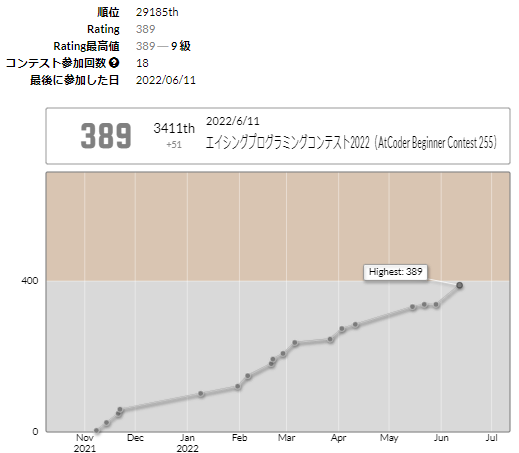 順位 29185th
Rating 389
Rating最高値 389 ― 9 級
コンテスト参加回数 ? 18
最後に参加した日 2022/06/11
389
3411th
+51
2022/6/11
エイシングプログラミングコンテスト2022（AtCoder Beginner Contest 255）
Highest: 389
400
0
Nov Dec Jan Feb Mar Apr May Jun Jul
2021 2022